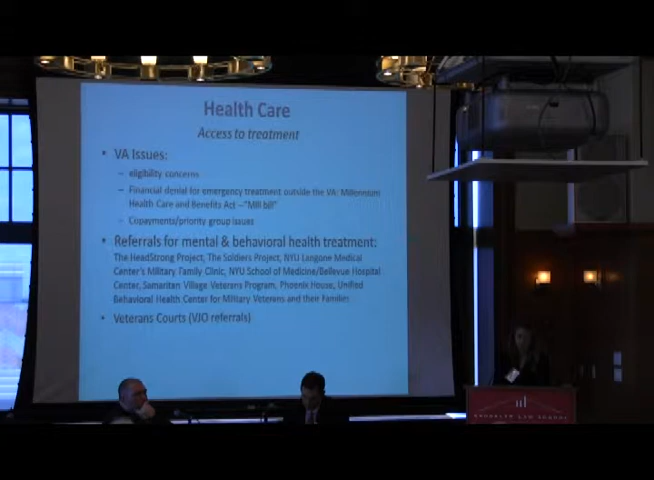 Health Care
Access to treatment
• VA Issues:
– eligibility concerns
– Financial denial for emergency treatment outside the VA: Millennium
Health Care and Benefits Act –"Mill bill"
– Copayments/priority group issues
• Referrals for mental & behavioral health treatment:
The HeadStrong Project, The Soldiers Project, NYU Langone Medical
Center's Military Family Clinic, NYU School of Medicine/Bellevue Hospital
Center, Samaritan Village Veterans Program, Phoenix House, Unified
Behavioral Health Center for Military Veterans and their Families
• Veterans Courts (VJO referrals)
BROOKLYN LAW SCHOOL